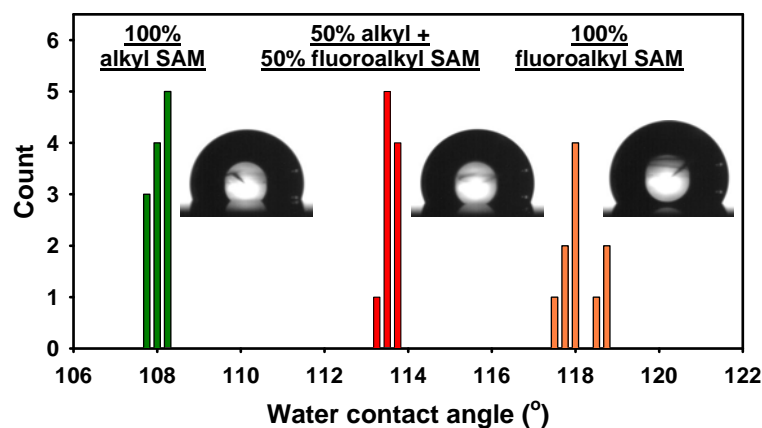 100%
alkyl SAM
50% alkyl +
50% fluoroalkyl SAM
100%
fluoroalkyl SAM
Count
6
5
4
3
2
1
0
106 108 110 112 114 116 118 120 122
Water contact angle (º)